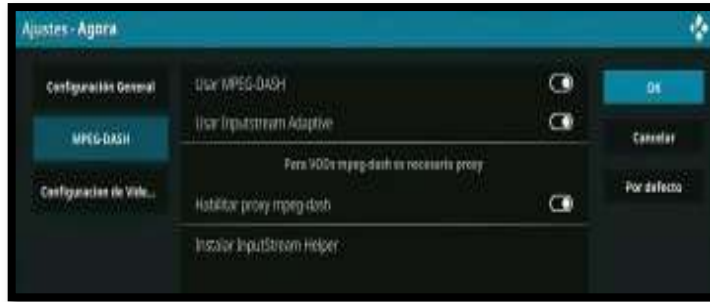 Ajustes - Agora
Configuración General
MPEG-DASH
Configuracion de Víde...
Usar MPEG-DASH
Usar Inputstream Adaptive
Para VODs mpeg-dash es necesario proxy
Habilitar proxy mpeg-dash
Instalar InputStream Helper
OK
Cancelar
Por defecto